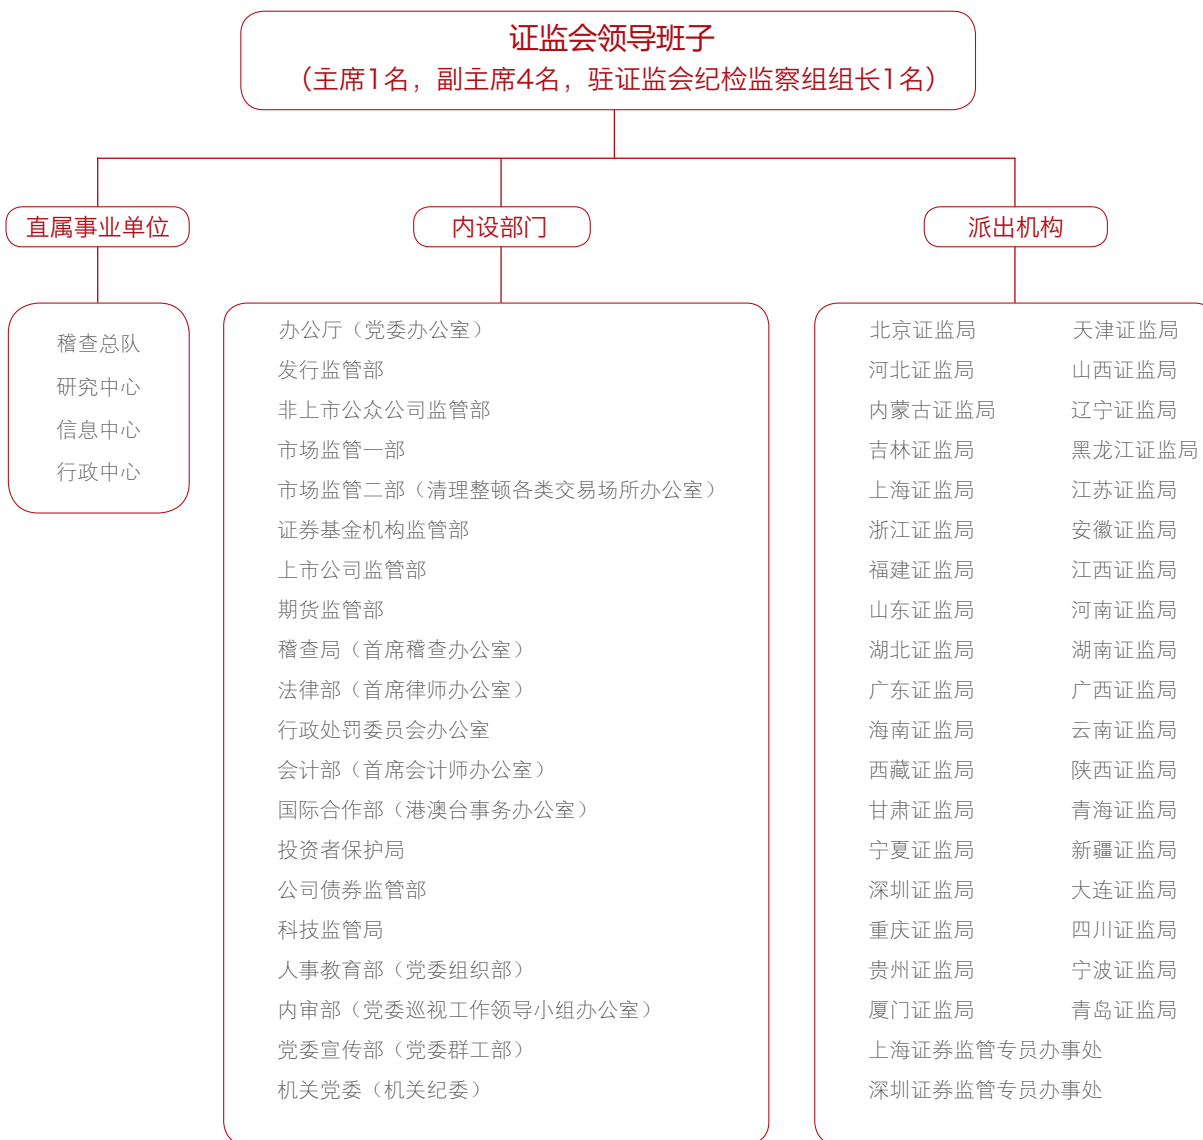 证监会领导班子
（主席1名，副主席4名，驻证监会纪检监察组组长1名）
直属事业单位
稽查总队
研究中心
信息中心
行政中心
内设部门
办公厅（党委办公室）
发行监管部
非上市公众公司监管部
市场监管一部
市场监管二部（清理整顿各类交易场所办公室）
证券基金机构监管部
上市公司监管部
期货监管部
稽查局（首席稽查办公室）
法律部（首席律师办公室）
行政处罚委员会办公室
会计部（首席会计师办公室）
国际合作部（港澳台事务办公室）
投资者保护局
公司债券监管部
科技监管局
人事教育部（党委组织部）
内审部（党委巡视工作领导小组办公室）
党委宣传部（党委群工部）
机关党委（机关纪委）
派出机构
北京证监局 天津证监局
河北证监局 山西证监局
内蒙古证监局 辽宁证监局
吉林证监局 黑龙江证监局
上海证监局 江苏证监局
浙江证监局 安徽证监局
福建证监局 江西证监局
山东证监局 河南证监局
湖北证监局 湖南证监局
广东证监局 广西证监局
海南证监局 云南证监局
西藏证监局 陕西证监局
甘肃证监局 青海证监局
宁夏证监局 新疆证监局
深圳证监局 大连证监局
重庆证监局 四川证监局
贵州证监局 宁波证监局
厦门证监局 青岛证监局
上海证券监管专员办事处
深圳证券监管专员办事处